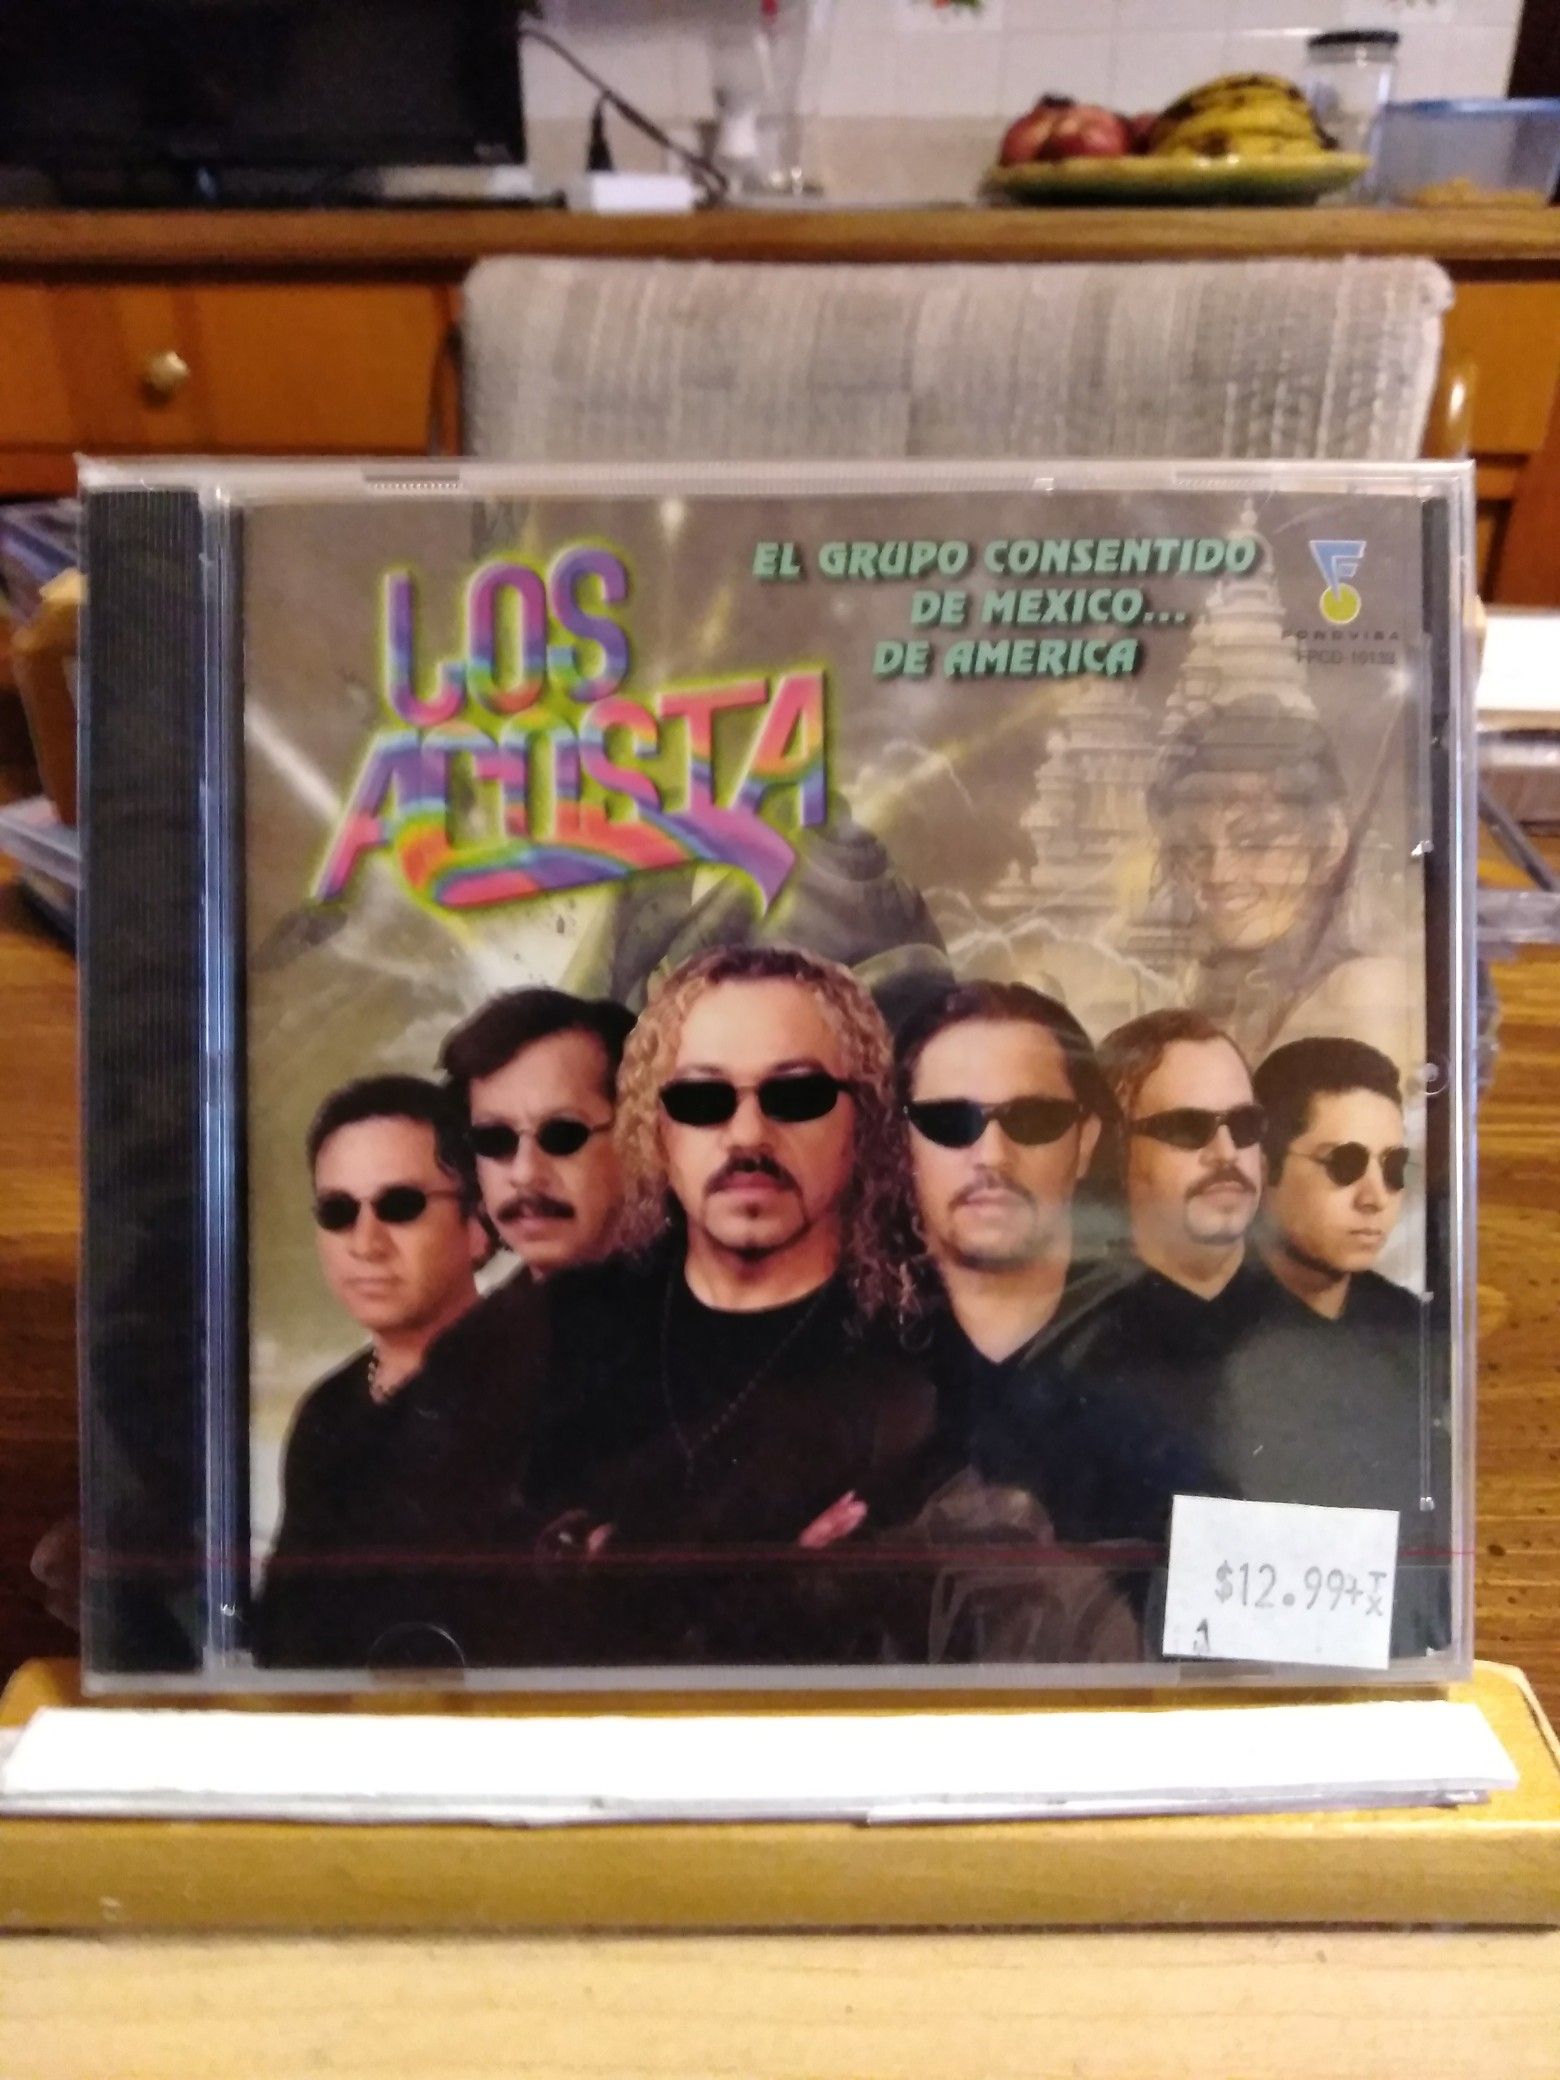 LOS
ACOSTA
EL GRUPO CONSENTIDO
DE MEXICO...
DE AMERICA
FONOVISA
$12.99+TX